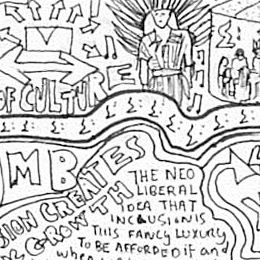 OF CULTURE
MB
SION CREATES
GROWTH
THE NEO
LIBERAL
IDEA THAT
INCLUSION IS
THIS FANCY LUXURY
TO BE AFFORDED if and
when